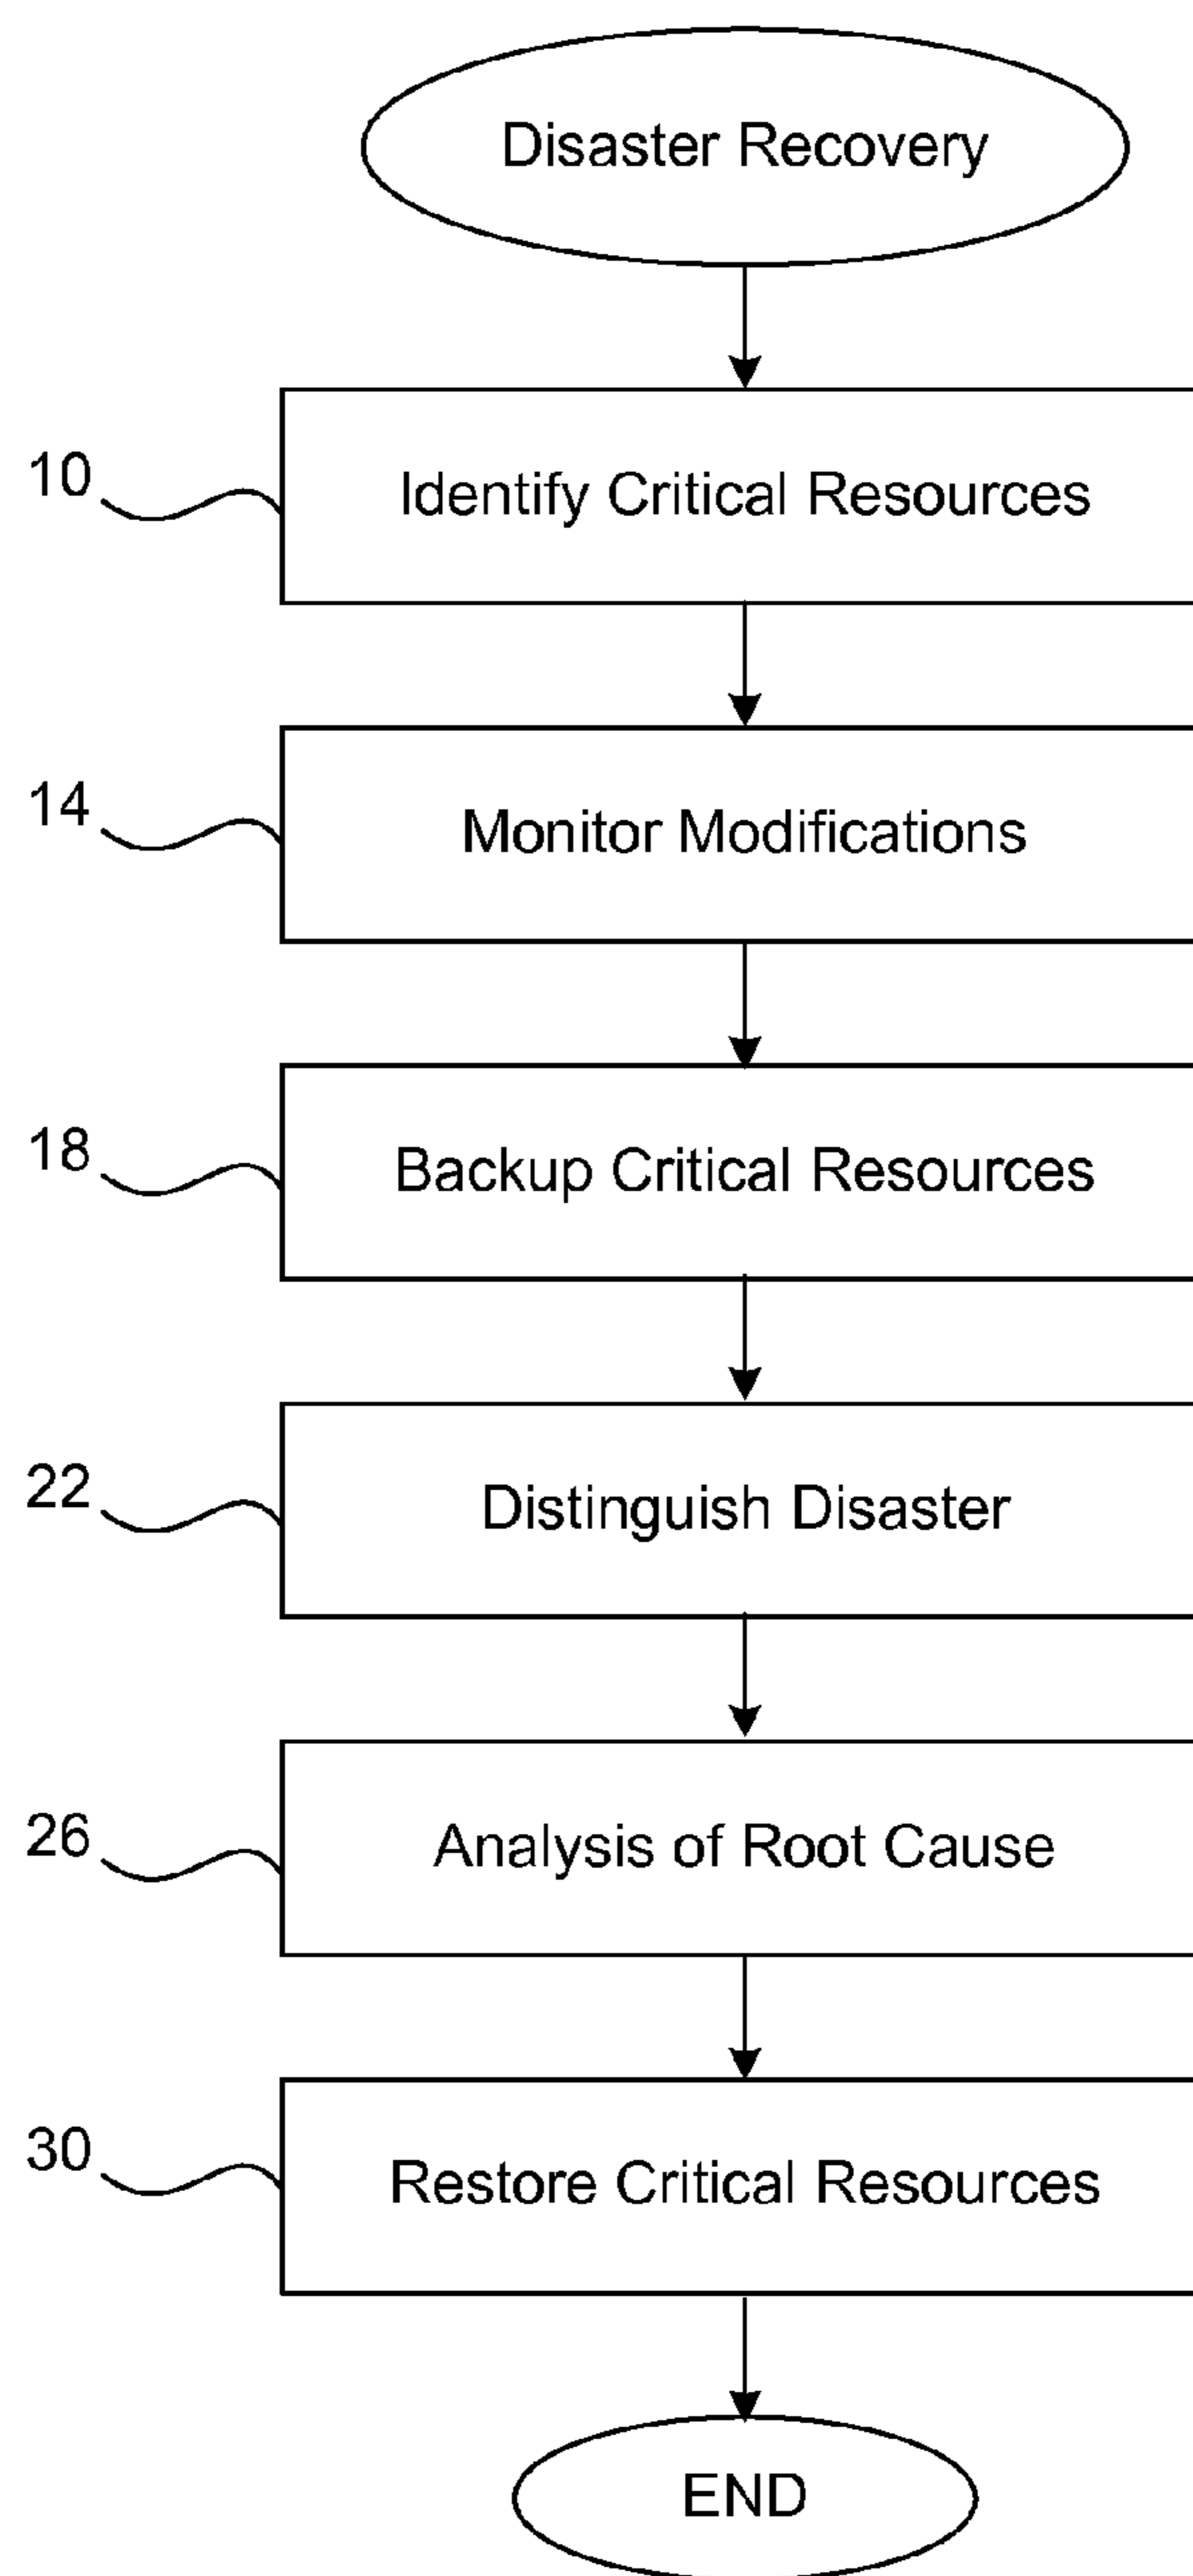 Disaster Recovery
10
Identify Critical Resources
14
Monitor Modifications
18
Backup Critical Resources
22
Distinguish Disaster
26
Analysis of Root Cause
30
Restore Critical Resources
END